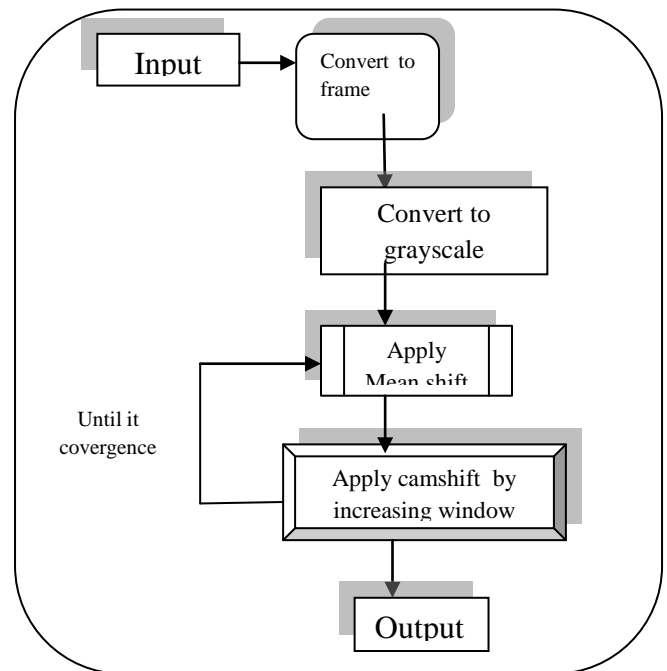 Input
Convert to
frame
Convert to
grayscale
Apply
Mean shift
Until it
covergence
Apply camshift by
increasing window
Output